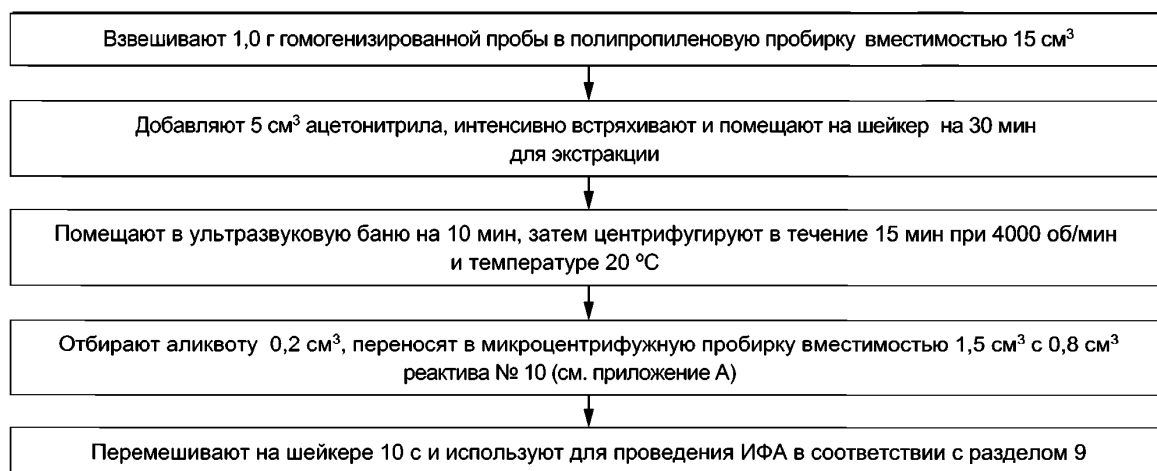 Взвешивают 1,0 г гомогенизированной пробы в полипропиленовую пробирку вместимостью 15 см³
Добавляют 5 см³ ацетонитрила, интенсивно встряхивают и помещают на шейкер на 30 мин
для экстракции
Помещают в ультразвуковую баню на 10 мин, затем центрифугируют в течение 15 мин при 4000 об/мин
и температуре 20 ºС
Отбирают аликвоту 0,2 см³, переносят в микроцентрифужную пробирку вместимостью 1,5 см³ с 0,8 см³
реактива № 10 (см. приложение А)
Перемешивают на шейкере 10 с и используют для проведения ИФА в соответствии с разделом 9